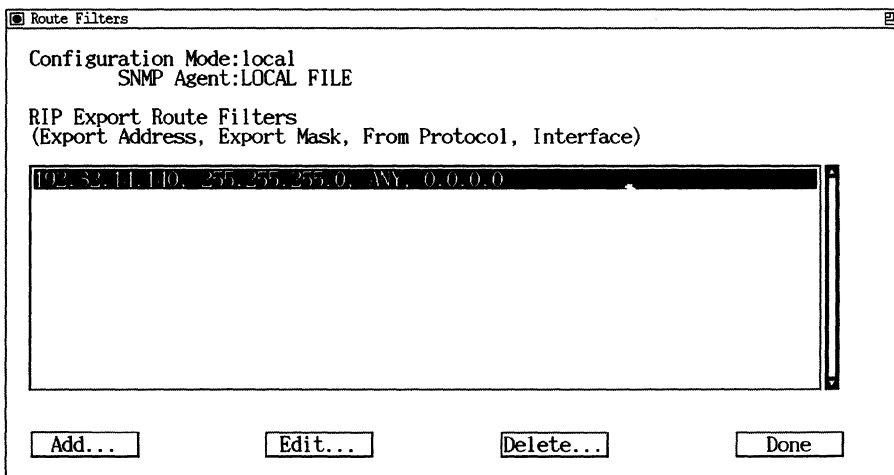 Route Filters
Configuration Mode:local
SNMP Agent:LOCAL FILE
RIP Export Route Filters
(Export Address, Export Mask, From Protocol, Interface)
192.32.11.140, 255.255.255.0, ANY, 0.0.0.0
Add...
Edit...
Delete...
Done